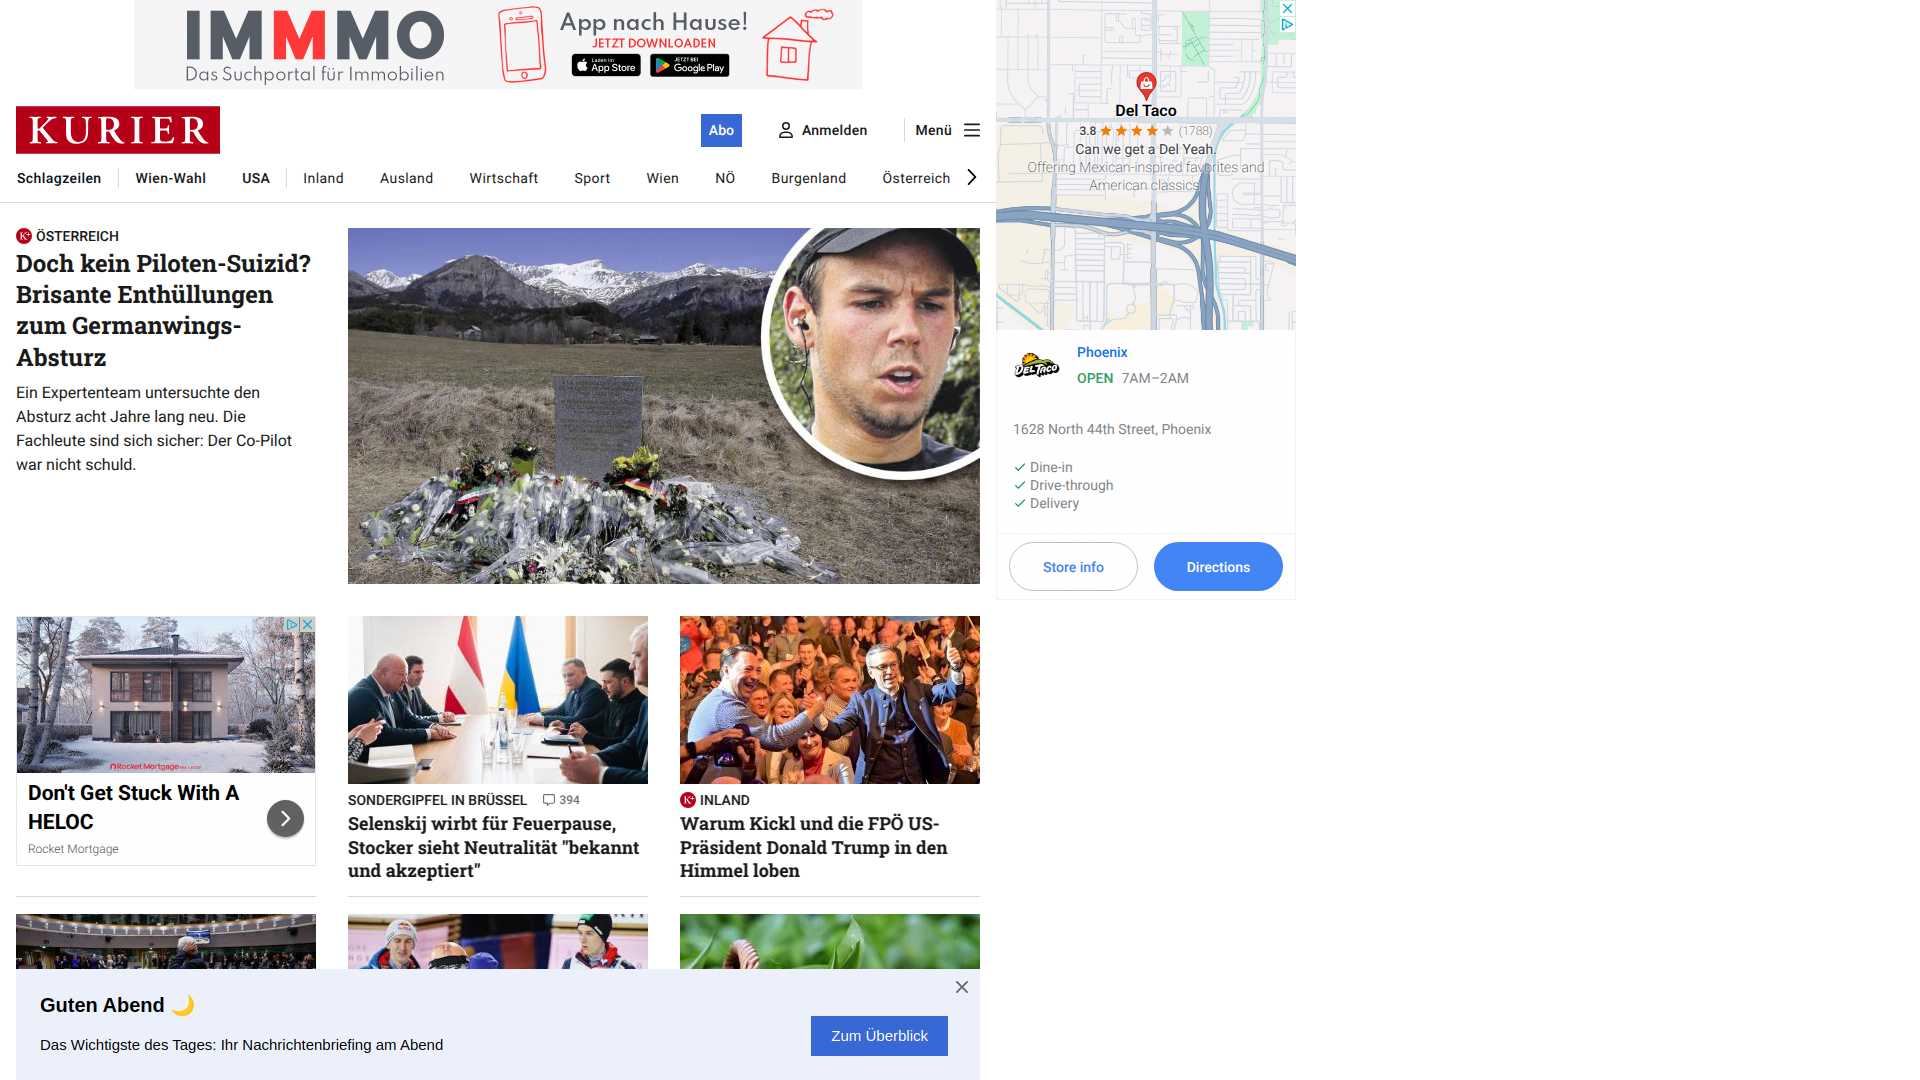 IMMMO
Das Suchportal für Immobilien
App nach Hause!
JETZT DOWNLOADEN
Laden im
App Store
JETZT BEI
Google Play
KURIER
Abo
Anmelden
Menü
Schlagzeilen
Wien-Wahl
USA
Inland
Ausland
Wirtschaft
Sport
Wien
NÖ
Burgenland
Österreich
K+ ÖSTERREICH
Doch kein Piloten-Suizid?
Brisante Enthüllungen
zum Germanwings-
Absturz
Ein Expertenteam untersuchte den
Absturz acht Jahre lang neu. Die
Fachleute sind sich sicher: Der Co-Pilot
war nicht schuld.
Del Taco
3.8 (1788)
Can we get a Del Yeah.
Offering Mexican-inspired favorites and
American classics
DEL TACO
Phoenix
OPEN 7AM–2AM
1628 North 44th Street, Phoenix
Dine-in
Drive-through
Delivery
Store info
Directions
Rocket Mortgage
Don't Get Stuck With A
HELOC
Rocket Mortgage
SONDERGIPFEL IN BRÜSSEL 394
Selenskij wirbt für Feuerpause,
Stocker sieht Neutralität "bekannt
und akzeptiert"
K+ INLAND
Warum Kickl und die FPÖ US-
Präsident Donald Trump in den
Himmel loben
Guten Abend
Das Wichtigste des Tages: Ihr Nachrichtenbriefing am Abend
Zum Überblick